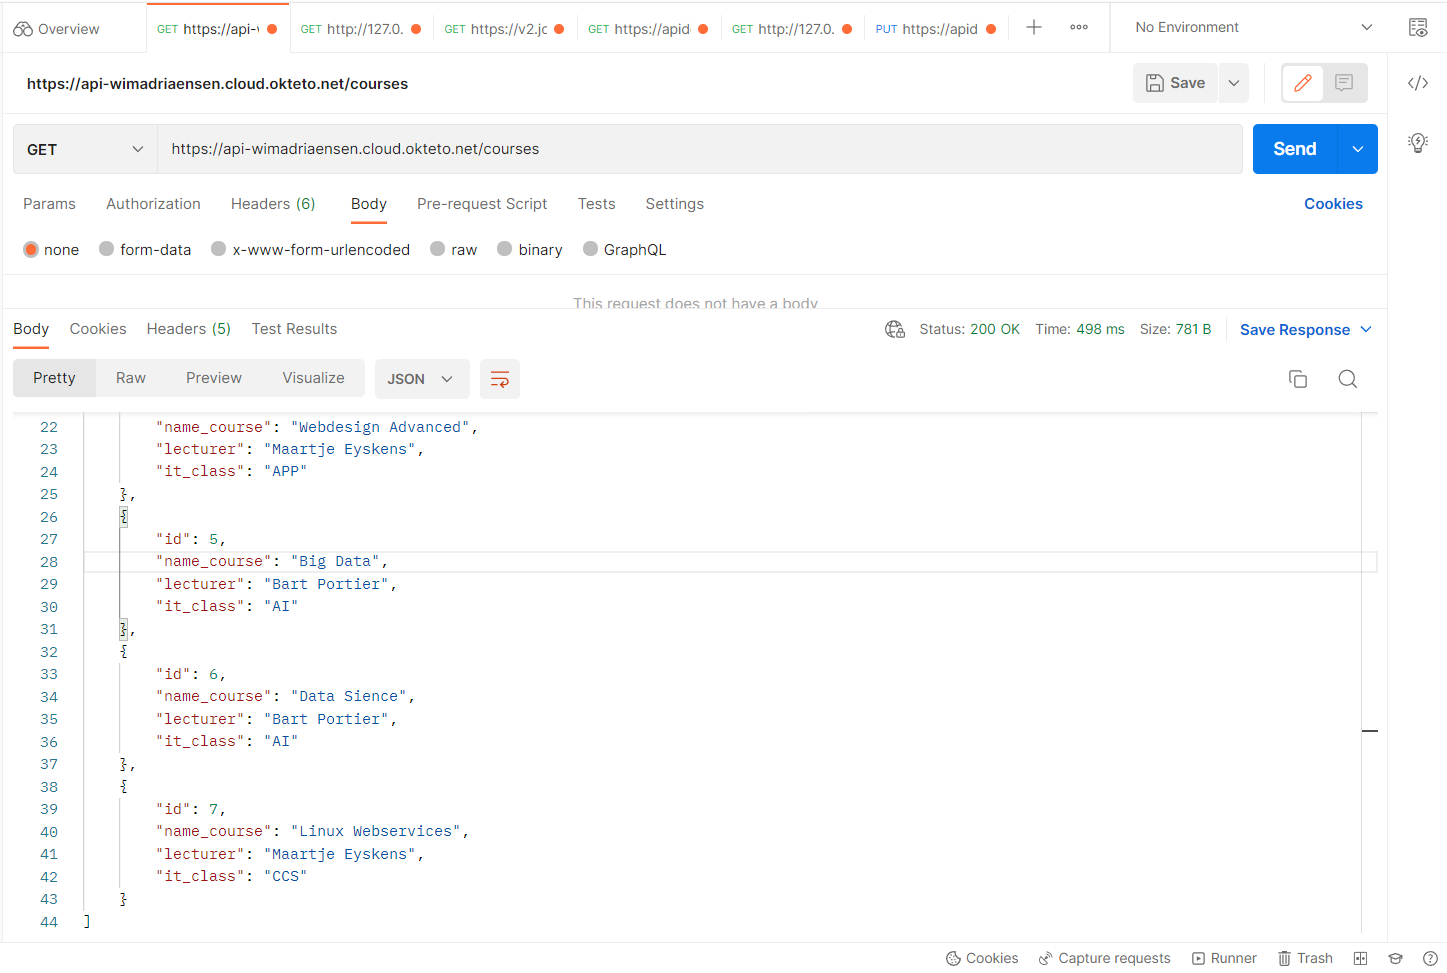 Overview GET https://api-v GET http://127.0. GET https://v2.jc GET https://apid GET http://127.0. PUT https://apid No Environment
https://api-wimadriaensen.cloud.okteto.net/courses Save
GET https://api-wimadriaensen.cloud.okteto.net/courses Send
Params Authorization Headers (6) Body Pre-request Script Tests Settings Cookies
none form-data x-www-form-urlencoded raw binary GraphQL
This request does not have a body
Body Cookies Headers (5) Test Results Status: 200 OK Time: 498 ms Size: 781 B Save Response
Pretty Raw Preview Visualize JSON
22 "name_course": "Webdesign Advanced",
23 "lecturer": "Maartje Eyskens",
24 "it_class": "APP"
25 },
26 {
27 "id": 5,
28 "name_course": "Big Data",
29 "lecturer": "Bart Portier",
30 "it_class": "AI"
31 },
32 {
33 "id": 6,
34 "name_course": "Data Sience",
35 "lecturer": "Bart Portier",
36 "it_class": "AI"
37 },
38 {
39 "id": 7,
40 "name_course": "Linux Webservices",
41 "lecturer": "Maartje Eyskens",
42 "it_class": "CCS"
43 }
44 ]
Cookies Capture requests Runner Trash